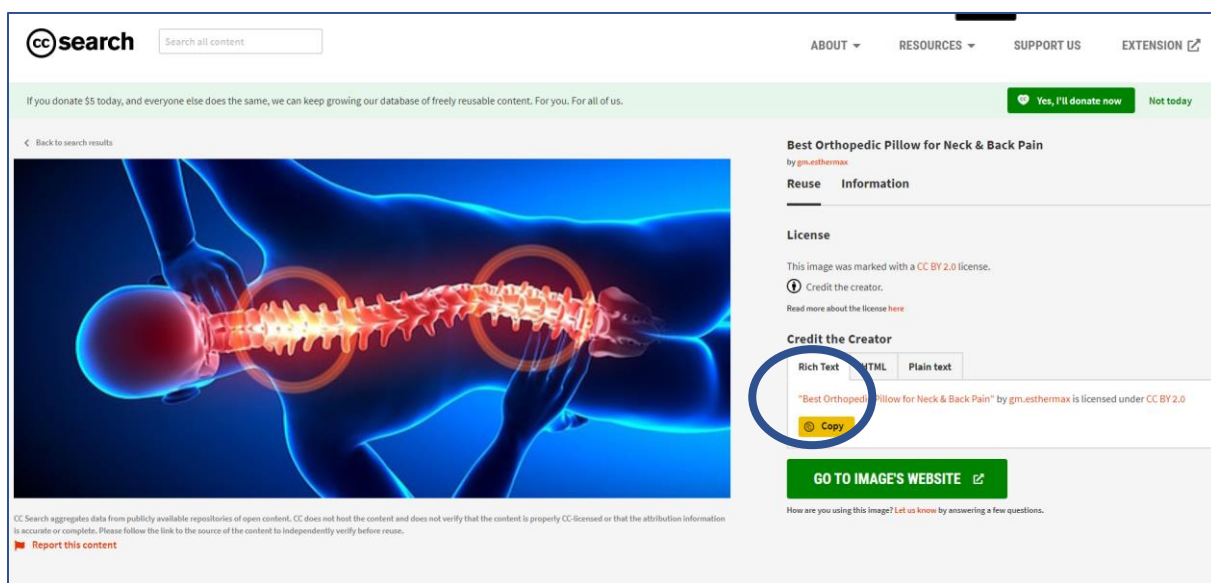 cc search
Search all content
ABOUT
RESOURCES
SUPPORT US
EXTENSION
If you donate $5 today, and everyone else does the same, we can keep growing our database of freely reusable content. For you. For all of us.
Yes, I'll donate now
Not today
Back to search results
Best Orthopedic Pillow for Neck & Back Pain
by gm.esthermax
Reuse Information
License
This image was marked with a CC BY 2.0 license.
Credit the creator.
Read more about the license here
Credit the Creator
Rich Text HTML Plain text
"Best Orthopedic Pillow for Neck & Back Pain" by gm.esthermax is licensed under CC BY 2.0
Copy
GO TO IMAGE'S WEBSITE
How are you using this image? Let us know by answering a few questions.
CC Search aggregates data from publicly available repositories of open content. CC does not host the content and does not verify that the content is properly CC-licensed or that the attribution information
is accurate or complete. Please follow the link to the source of the content to independently verify before reuse.
Report this content